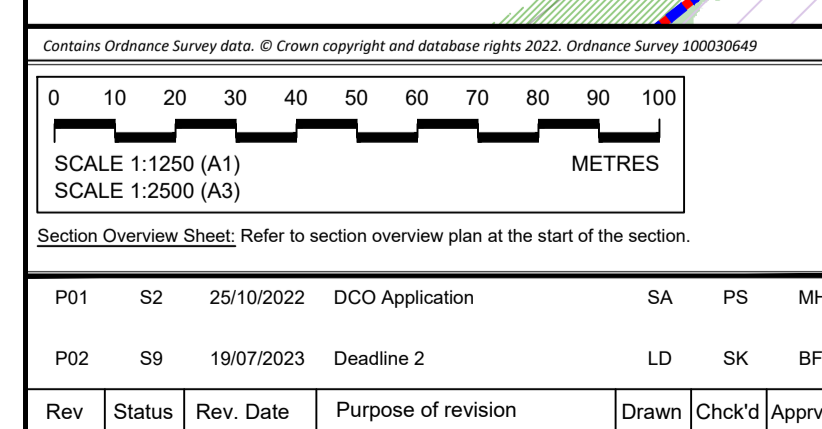 Contains Ordnance Survey data. © Crown copyright and database rights 2022. Ordnance Survey 100030649
0 10 20 30 40 50 60 70 80 90 100
SCALE 1:1250 (A1) METRES
SCALE 1:2500 (A3)
Section Overview Sheet: Refer to section overview plan at the start of the section.
P01 S2 25/10/2022 DCO Application SA PS MH
P02 S9 19/07/2023 Deadline 2 LD SK BF
Rev Status Rev. Date Purpose of revision Drawn Chck'd Apprv